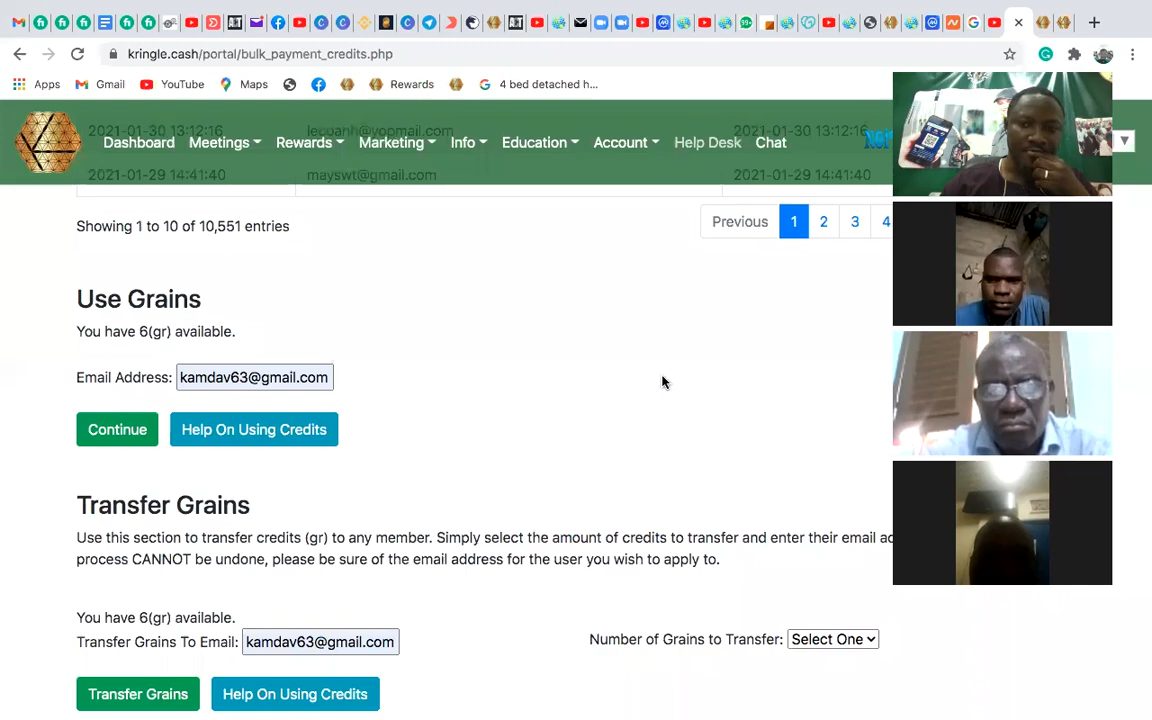 kringle.cash/portal/bulk_payment_credits.php
Apps Gmail YouTube Maps Rewards 4 bed detached h...
2021-01-30 13:12:16 leooahh@yopmail.com 2021-01-30 13:12:16
Dashboard Meetings Rewards Marketing Info Education Account Help Desk Chat
2021-01-29 14:41:40 mayswt@gmail.com 2021-01-29 14:41:40
Showing 1 to 10 of 10,551 entries
Previous 1 2 3 4
Use Grains
You have 6(gr) available.
Email Address: kamdav63@gmail.com
Continue Help On Using Credits
Transfer Grains
Use this section to transfer credits (gr) to any member. Simply select the amount of credits to transfer and enter their email ad
process CANNOT be undone, please be sure of the email address for the user you wish to apply to.
You have 6(gr) available.
Transfer Grains To Email: kamdav63@gmail.com
Number of Grains to Transfer: Select One
Transfer Grains Help On Using Credits